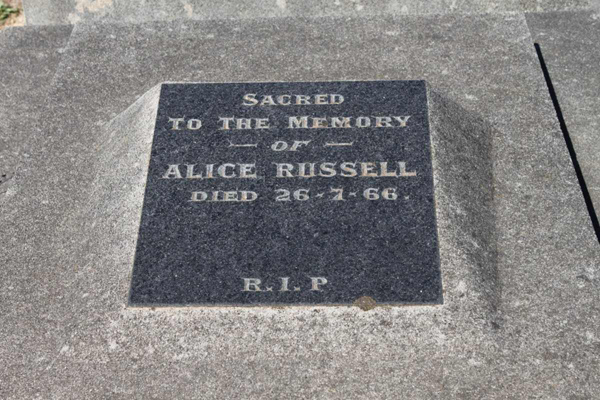 SACRED
TO THE MEMORY
— OF —
ALICE RUSSELL
DIED 26-7-66.
R.I.P